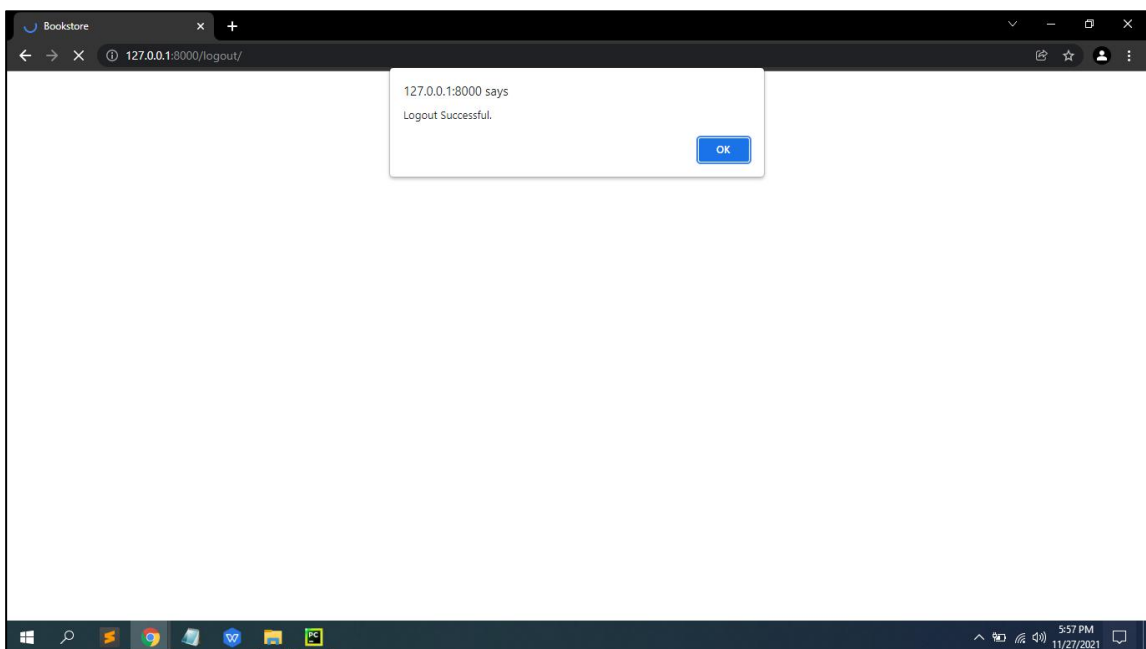 Bookstore
127.0.0.1:8000/logout/
127.0.0.1:8000 says
Logout Successful.
OK
PC
5:57 PM
11/27/2021